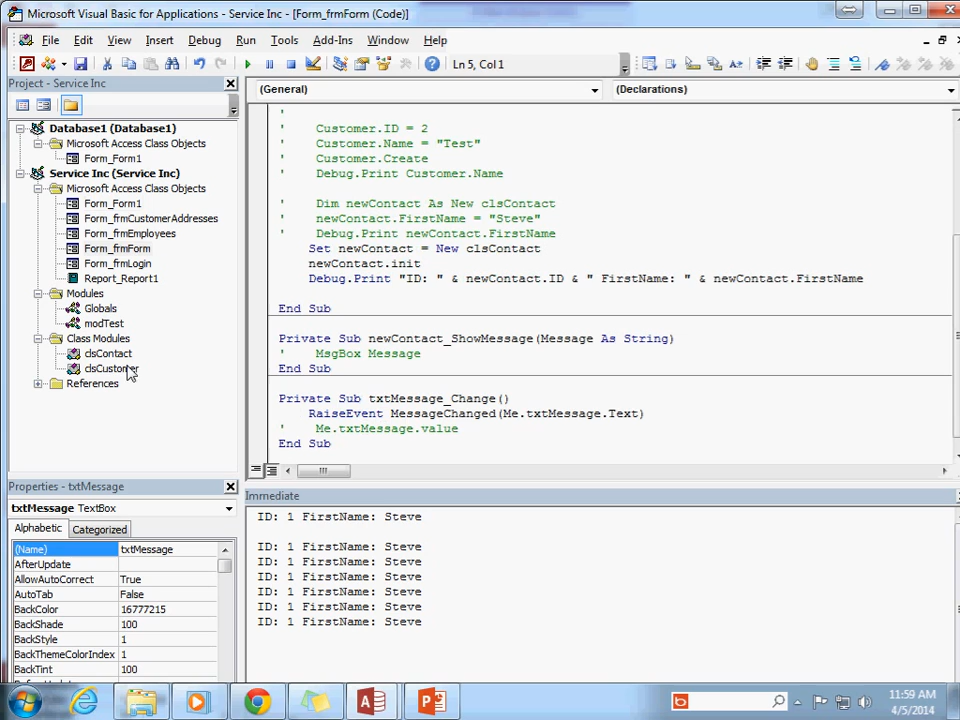 Microsoft Visual Basic for Applications - Service Inc - [Form_frmForm (Code)]
File Edit View Insert Debug Run Tools Add-Ins Window Help
Ln 5, Col 1
Project - Service Inc
(General) (Declarations)
Database1 (Database1)
Microsoft Access Class Objects
Form_Form1
Service Inc (Service Inc)
Microsoft Access Class Objects
Form_Form1
Form_frmCustomerAddresses
Form_frmEmployees
Form_frmForm
Form_frmLogin
Report_Report1
Modules
Globals
modTest
Class Modules
clsContact
clsCustomer
References
'
' Customer.ID = 2
' Customer.Name = "Test"
' Customer.Create
' Debug.Print Customer.Name
' Dim newContact As New clsContact
' newContact.FirstName = "Steve"
' Debug.Print newContact.FirstName
Set newContact = New clsContact
newContact.init
Debug.Print "ID: " & newContact.ID & " FirstName: " & newContact.FirstName
End Sub
Private Sub newContact_ShowMessage(Message As String)
' MsgBox Message
End Sub
Private Sub txtMessage_Change()
RaiseEvent MessageChanged(Me.txtMessage.Text)
' Me.txtMessage.value
End Sub
Properties - txtMessage
txtMessage TextBox
Alphabetic Categorized
(Name) txtMessage
AfterUpdate
AllowAutoCorrect True
AutoTab False
BackColor 16777215
BackShade 100
BackStyle 1
BackThemeColorIndex 1
BackTint 100
Immediate
ID: 1 FirstName: Steve
ID: 1 FirstName: Steve
ID: 1 FirstName: Steve
ID: 1 FirstName: Steve
ID: 1 FirstName: Steve
ID: 1 FirstName: Steve
ID: 1 FirstName: Steve
11:59 AM
4/5/2014